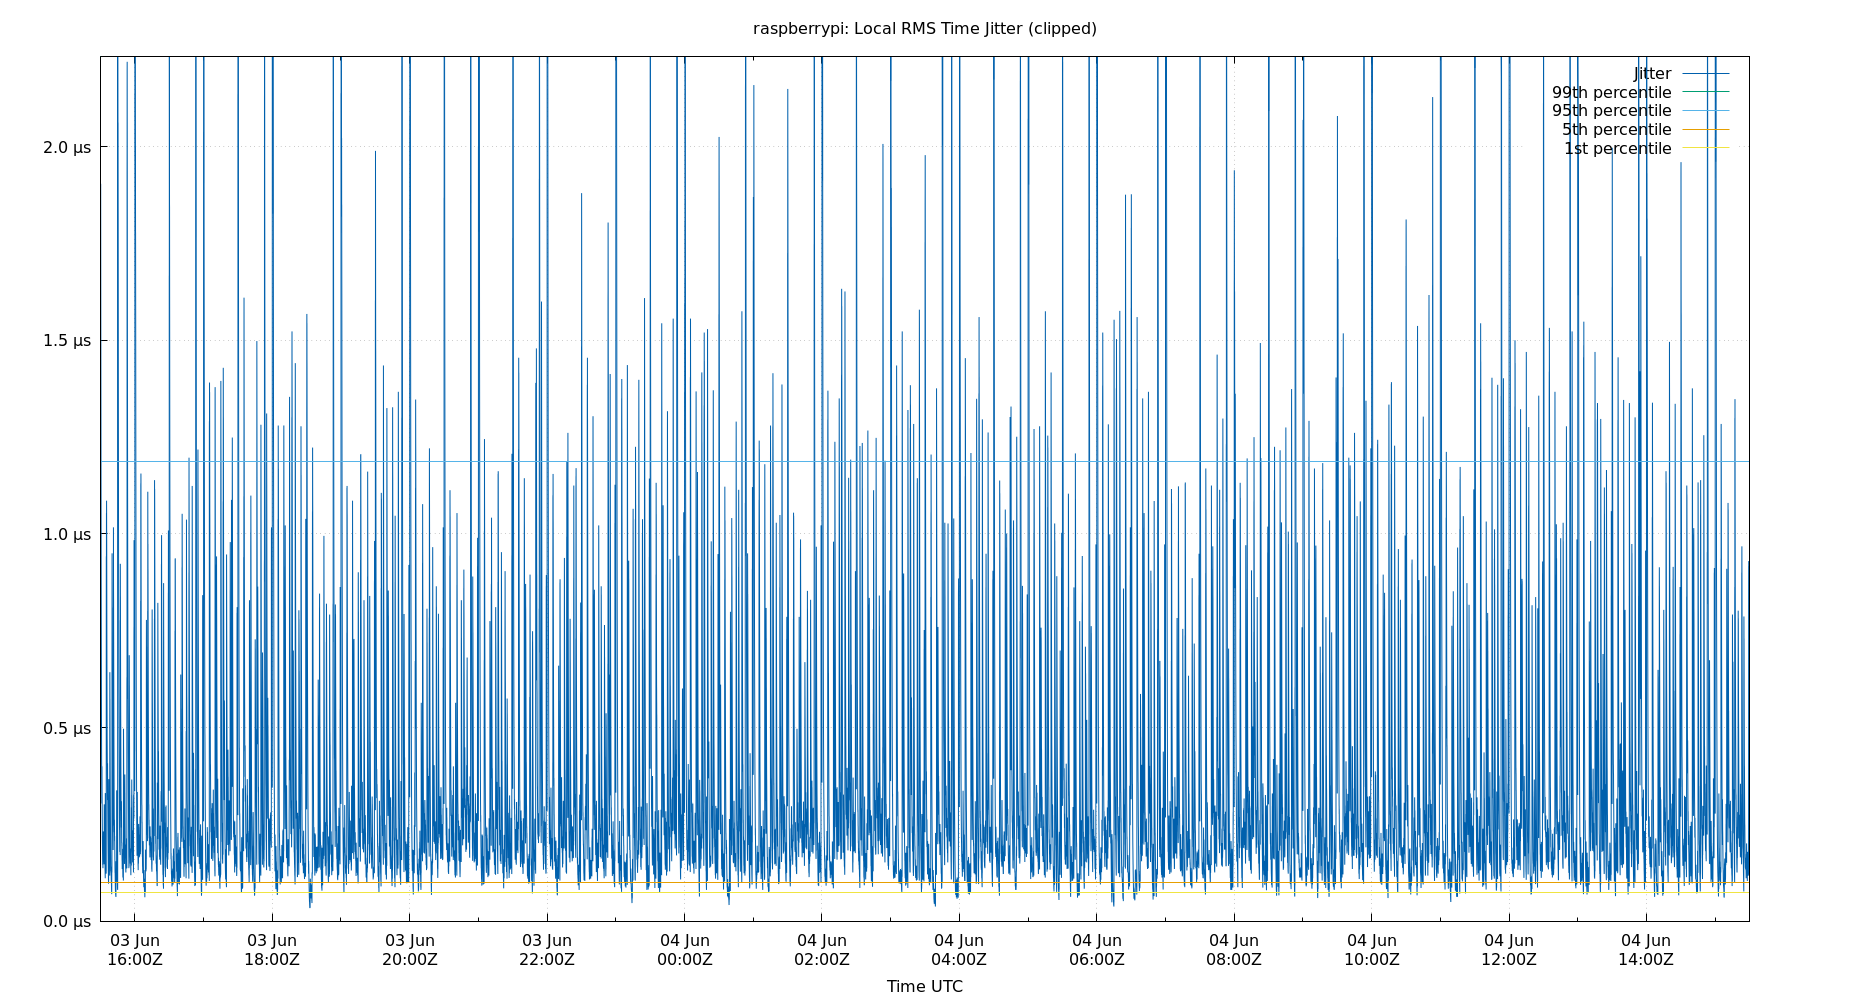 raspberrypi: Local RMS Time Jitter (clipped)
Jitter
99th percentile
95th percentile
5th percentile
1st percentile
2.0 µs
1.5 µs
1.0 µs
0.5 µs
0.0 µs
03 Jun 03 Jun 03 Jun 03 Jun 04 Jun 04 Jun 04 Jun 04 Jun 04 Jun 04 Jun 04 Jun 04 Jun
16:00Z 18:00Z 20:00Z 22:00Z 00:00Z 02:00Z 04:00Z 06:00Z 08:00Z 10:00Z 12:00Z 14:00Z
Time UTC